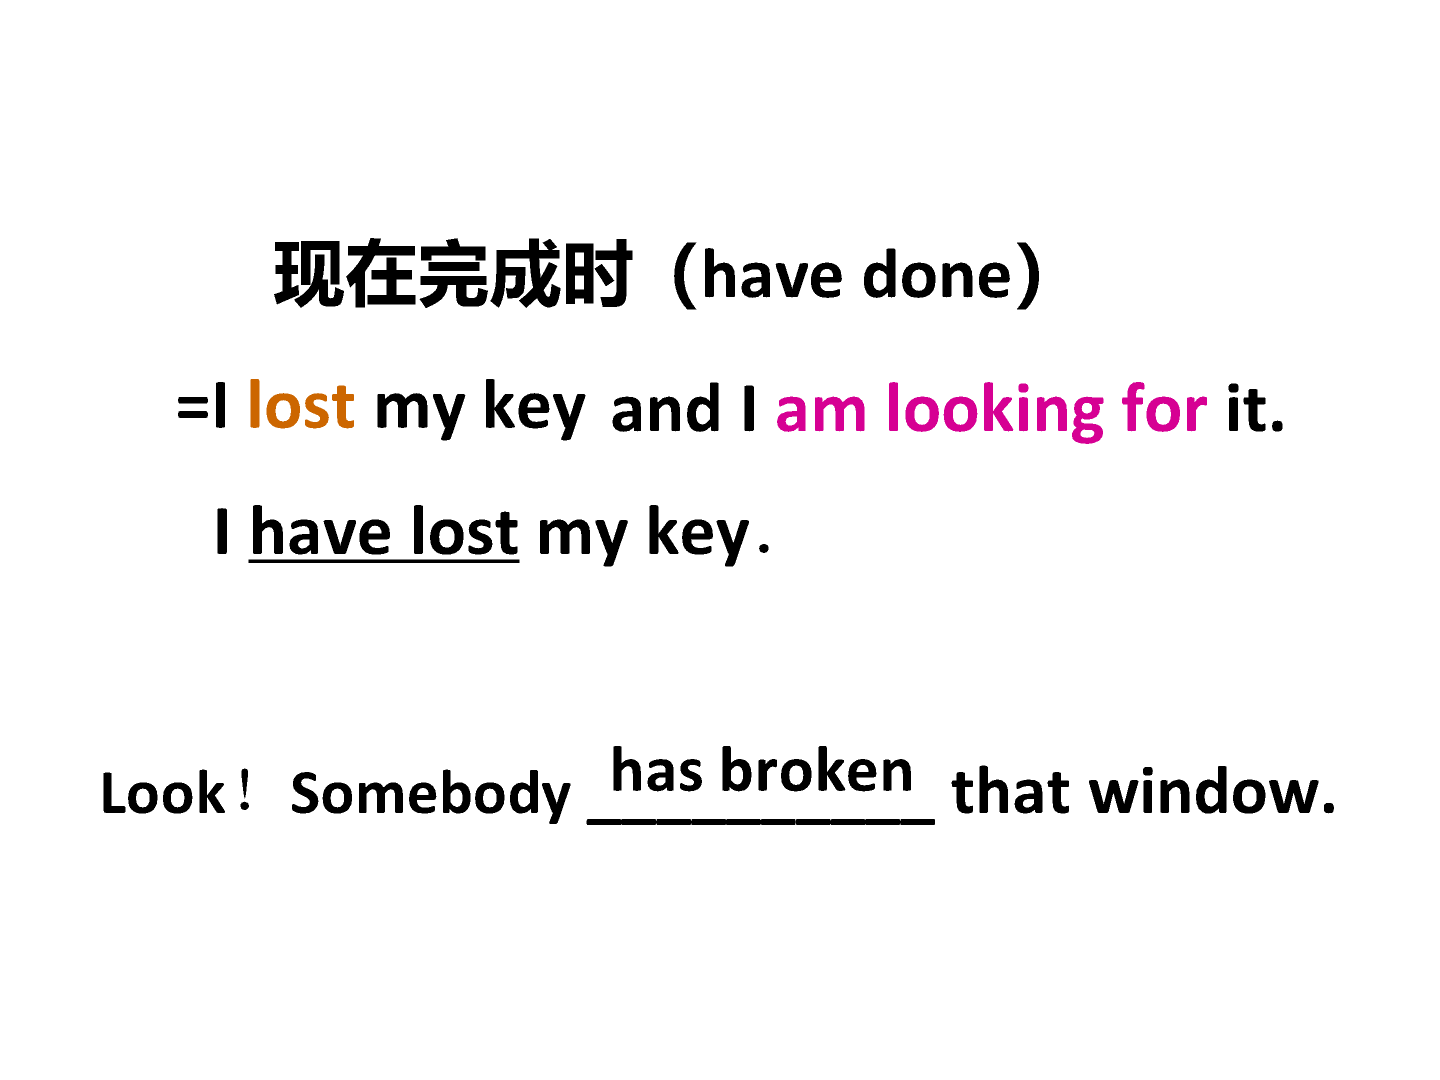 现在完成时（have done）
=I lost my key and I am looking for it.
I have lost my key.
Look！ Somebody has broken that window.